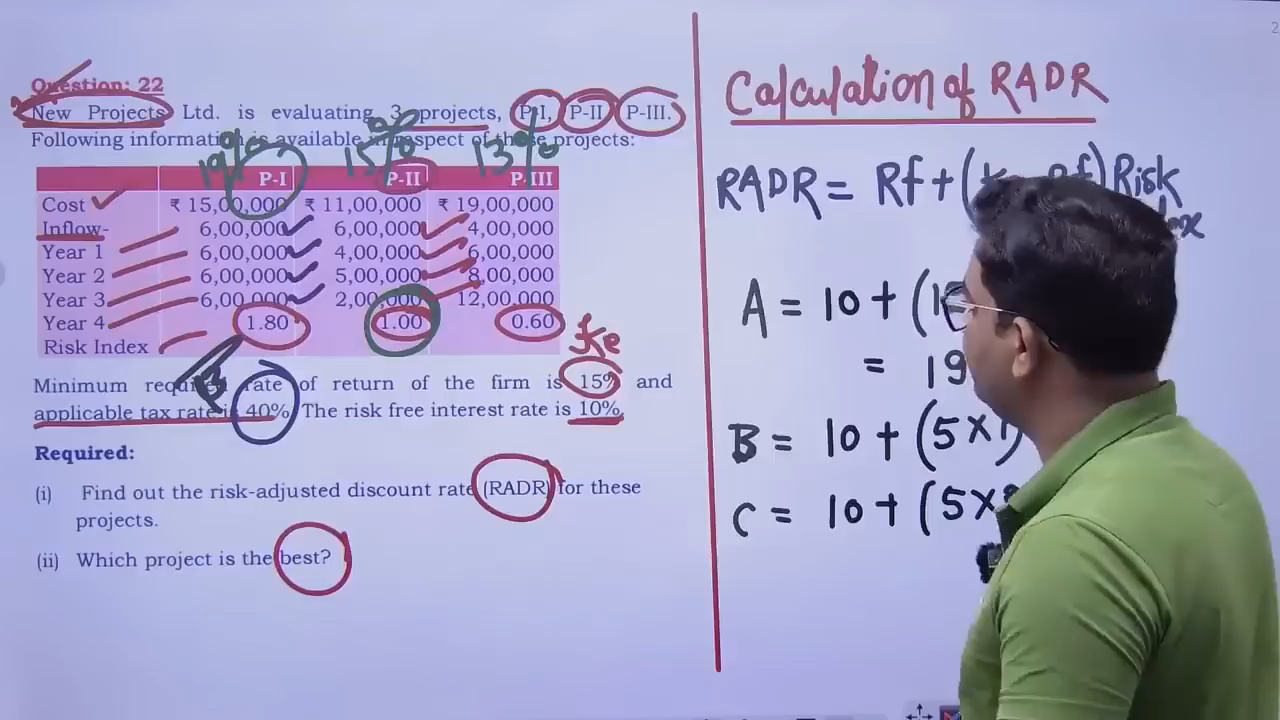 Question: 22
New Projects Ltd. is evaluating 3 projects, P-I, P-II P-III.
Following information is available in respect of these projects:
19% 15% 13%
P-I P-II P-III
Cost ₹ 15,00,000 ₹ 11,00,000 ₹ 19,00,000
Inflow- 6,00,000 6,00,000 4,00,000
Year 1 6,00,000 4,00,000 6,00,000
Year 2 6,00,000 5,00,000 8,00,000
Year 3 6,00,000 2,00,000 12,00,000
Year 4 1.80 1.00 0.60
Risk Index
Ke
Minimum required rate of return of the firm is 15% and
applicable tax rate is 40%. The risk free interest rate is 10%.
Required:
(i) Find out the risk-adjusted discount rate (RADR) for these
projects.
(ii) Which project is the best?
Calculation of RADR
RADR = Rf + ( Rf) Risk
A = 10 + (
= 19
B = 10 + (5×1)
C = 10 + (5×
2